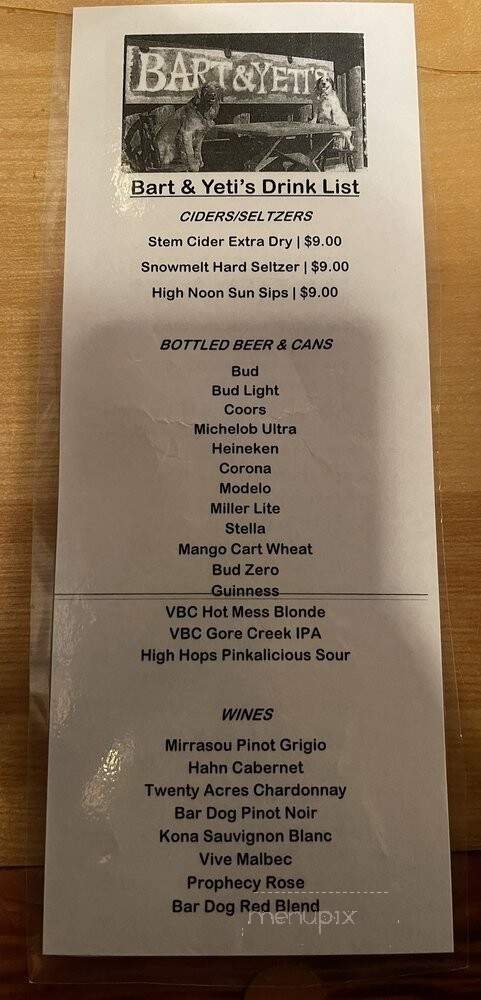 BART & YETI'S
Bart & Yeti's Drink List
CIDERS/SELTZERS
Stem Cider Extra Dry | $9.00
Snowmelt Hard Seltzer | $9.00
High Noon Sun Sips | $9.00
BOTTLED BEER & CANS
Bud
Bud Light
Coors
Michelob Ultra
Heineken
Corona
Modelo
Miller Lite
Stella
Mango Cart Wheat
Bud Zero
Guinness
VBC Hot Mess Blonde
VBC Gore Creek IPA
High Hops Pinkalicious Sour
WINES
Mirrasou Pinot Grigio
Hahn Cabernet
Twenty Acres Chardonnay
Bar Dog Pinot Noir
Kona Sauvignon Blanc
Vive Malbec
Prophecy Rose
Bar Dog Red Blend
menupix